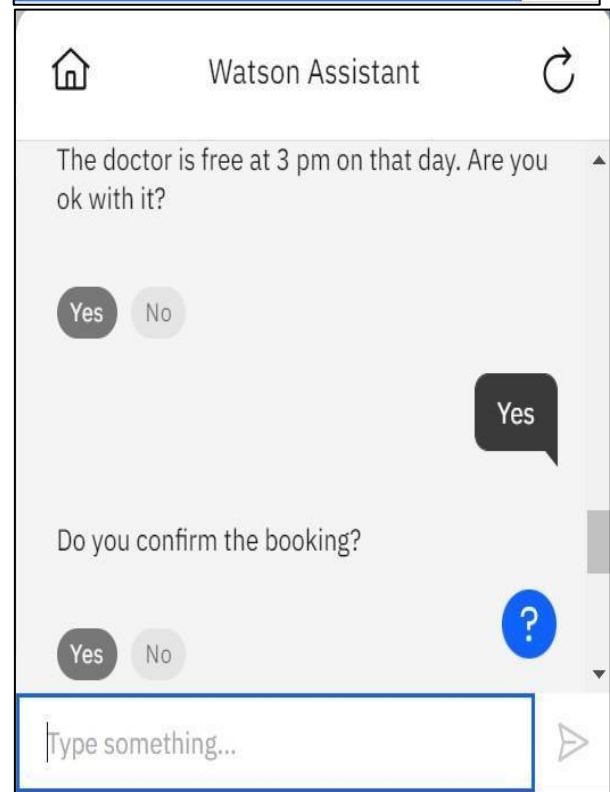 Watson Assistant
The doctor is free at 3 pm on that day. Are you
ok with it?
Yes No
Yes
Do you confirm the booking?
?
Yes No
Type something...